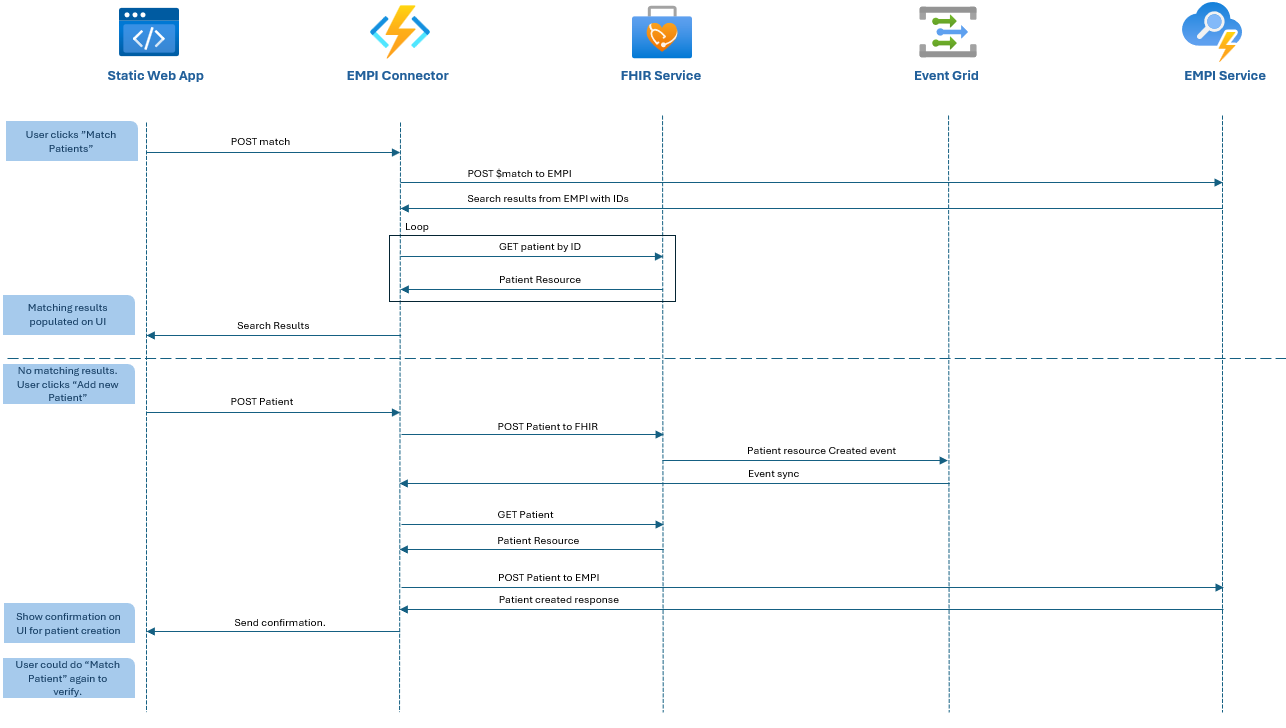 Static Web App
EMPI Connector
FHIR Service
Event Grid
EMPI Service
User clicks "Match
Patients”
POST match
POST $match to EMPI
Search results from EMPI with IDs
Loop
GET patient by ID
Patient Resource
Matching results
populated on UI
Search Results
No matching results.
User clicks “Add new
Patient”
POST Patient
POST Patient to FHIR
Patient resource Created event
Event sync
GET Patient
Patient Resource
POST Patient to EMPI
Patient created response
Show confirmation on
UI for patient creation
Send confirmation.
User could do “Match
Patient” again to
verify.